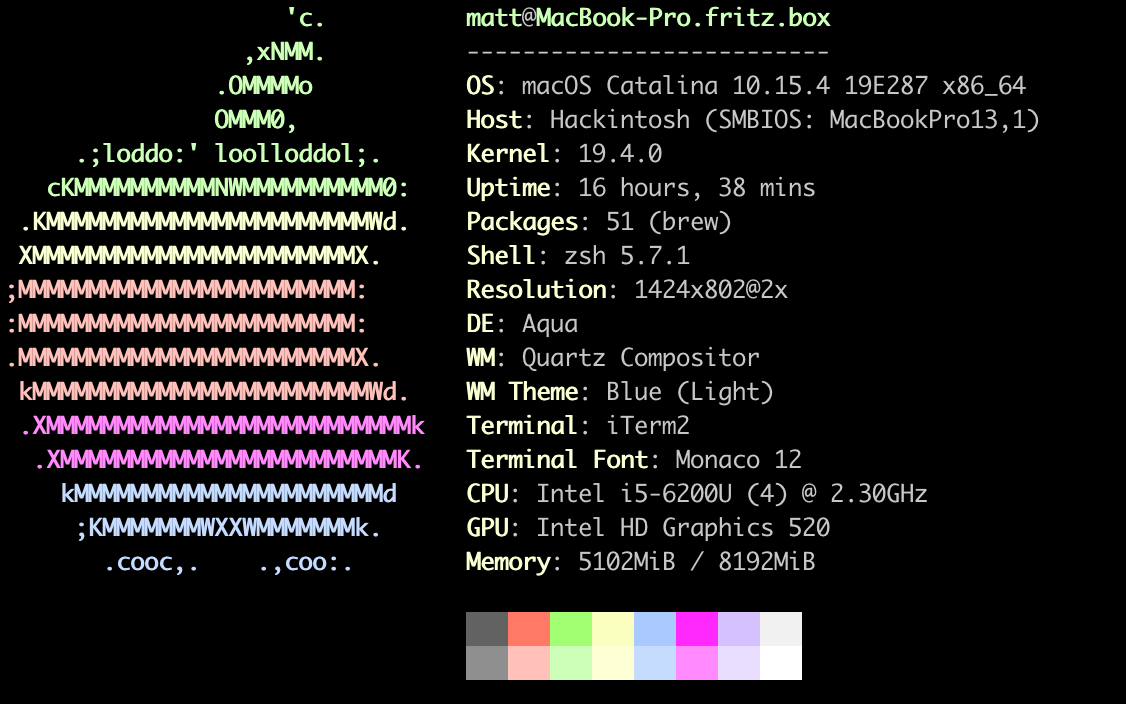 'c.
,xNMM.
.OMMMMo
OMMM0,
.;loddo:' loolloddol;.
cKMMMMMMMMMMNWMMMMMMMMMM0:
.KMMMMMMMMMMMMMMMMMMMMMMMWd.
XMMMMMMMMMMMMMMMMMMMMMMMX.
;MMMMMMMMMMMMMMMMMMMMMMMM:
:MMMMMMMMMMMMMMMMMMMMMMMM:
.MMMMMMMMMMMMMMMMMMMMMMMMX.
kMMMMMMMMMMMMMMMMMMMMMMMMWd.
.XMMMMMMMMMMMMMMMMMMMMMMMMMMk
.XMMMMMMMMMMMMMMMMMMMMMMMMK.
kMMMMMMMMMMMMMMMMMMMMMMd
;KMMMMMMMWXXWMMMMMMMk.
.cooc,.    .,coo:.
matt@MacBook-Pro.fritz.box
--------------------------
OS: macOS Catalina 10.15.4 19E287 x86_64
Host: Hackintosh (SMBIOS: MacBookPro13,1)
Kernel: 19.4.0
Uptime: 16 hours, 38 mins
Packages: 51 (brew)
Shell: zsh 5.7.1
Resolution: 1424x802@2x
DE: Aqua
WM: Quartz Compositor
WM Theme: Blue (Light)
Terminal: iTerm2
Terminal Font: Monaco 12
CPU: Intel i5-6200U (4) @ 2.30GHz
GPU: Intel HD Graphics 520
Memory: 5102MiB / 8192MiB